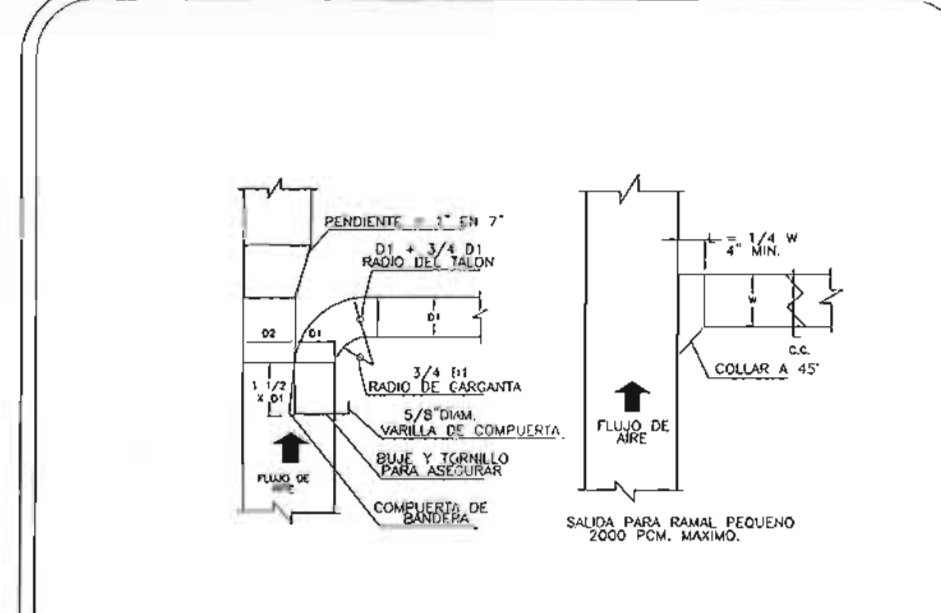 PENDIENTE = 1" EN 7"
D1 + 3/4 D1
RADIO DEL TALON
D2
D1
D1
1 1/2
X D1
3/4 D1
RADIO DE GARGANTA
5/8"DIAM.
VARILLA DE COMPUERTA
BUJE Y TORNILLO
PARA ASEGURAR
FLUJO DE
AIRE
COMPUERTA DE
BANDERA
L = 1/4 W
4" MIN.
W
C.C.
COLLAR A 45°
FLUJO DE
AIRE
SALIDA PARA RAMAL PEQUENO
2000 PCM. MAXIMO.